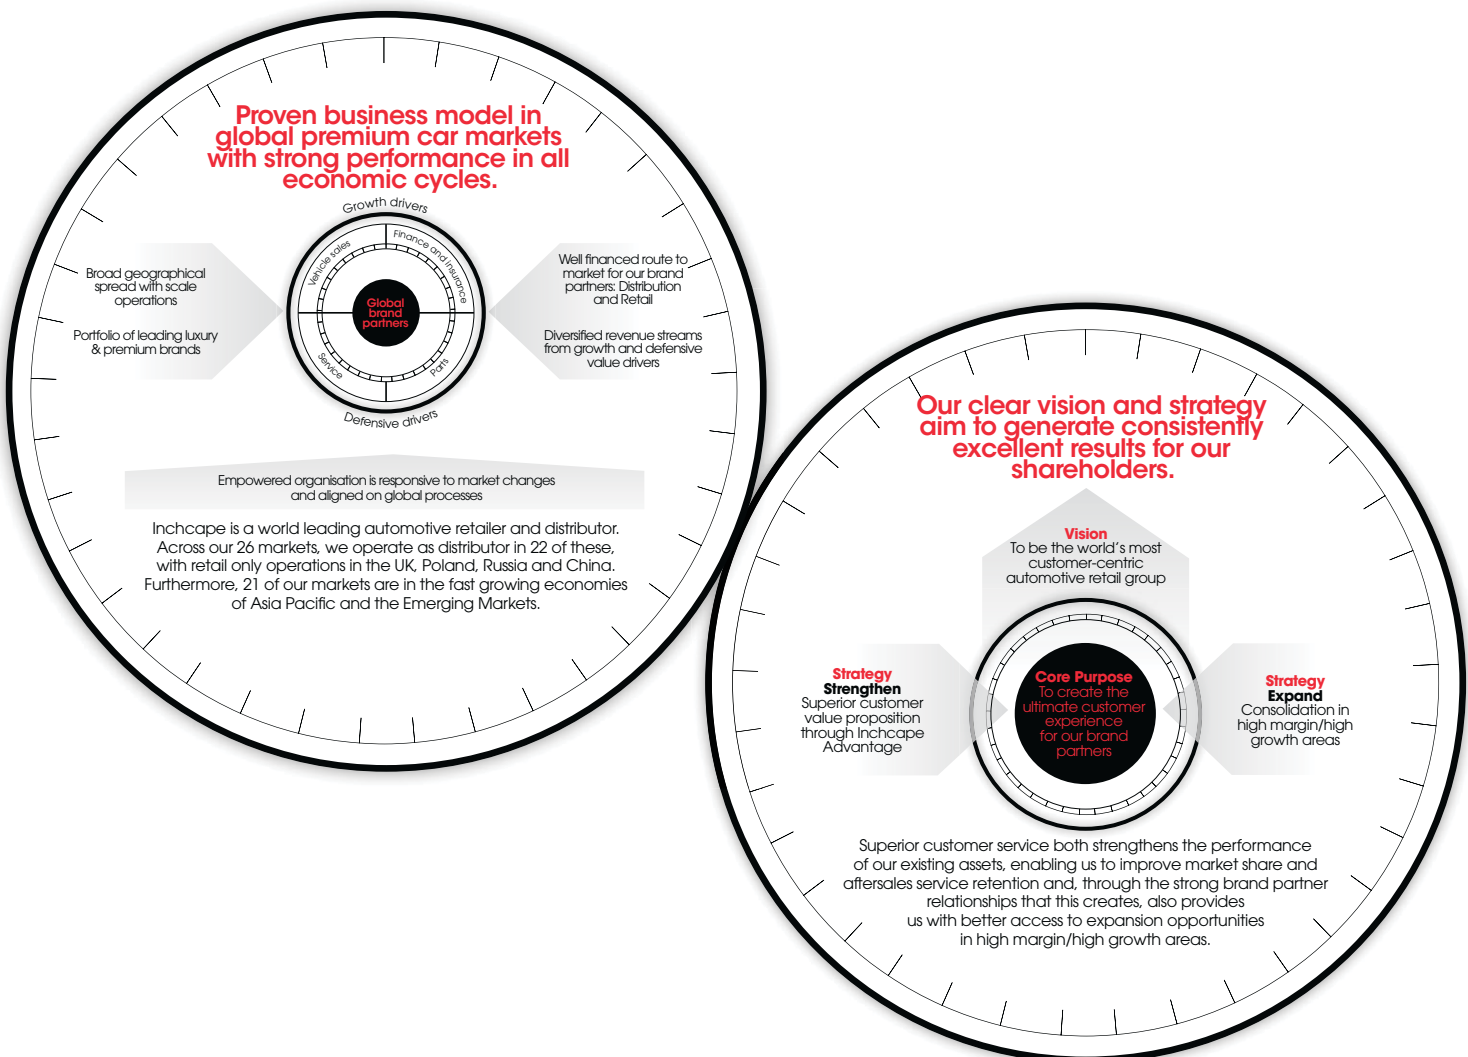 Proven business model in
global premium car markets
with strong performance in all
economic cycles.
Growth drivers
Vehicle sales
Finance and insurance
Broad geographical
spread with scale
operations
Portfolio of leading luxury
& premium brands
Global
brand
partners
Well financed route to
market for our brand
partners: Distribution
and Retail
Diversified revenue streams
from growth and defensive
value drivers
Service
Parts
Defensive drivers
Empowered organisation is responsive to market changes
and aligned on global processes
Inchcape is a world leading automotive retailer and distributor.
Across our 26 markets, we operate as distributor in 22 of these,
with retail only operations in the UK, Poland, Russia and China.
Furthermore, 21 of our markets are in the fast growing economies
of Asia Pacific and the Emerging Markets.
Our clear vision and strategy
aim to generate consistently
excellent results for our
shareholders.
Vision
To be the world's most
customer-centric
automotive retail group
Strategy
Strengthen
Superior customer
value proposition
through Inchcape
Advantage
Core Purpose
To create the
ultimate customer
experience
for our brand
partners
Strategy
Expand
Consolidation in
high margin/high
growth areas
Superior customer service both strengthens the performance
of our existing assets, enabling us to improve market share and
aftersales service retention and, through the strong brand partner
relationships that this creates, also provides
us with better access to expansion opportunities
in high margin/high growth areas.